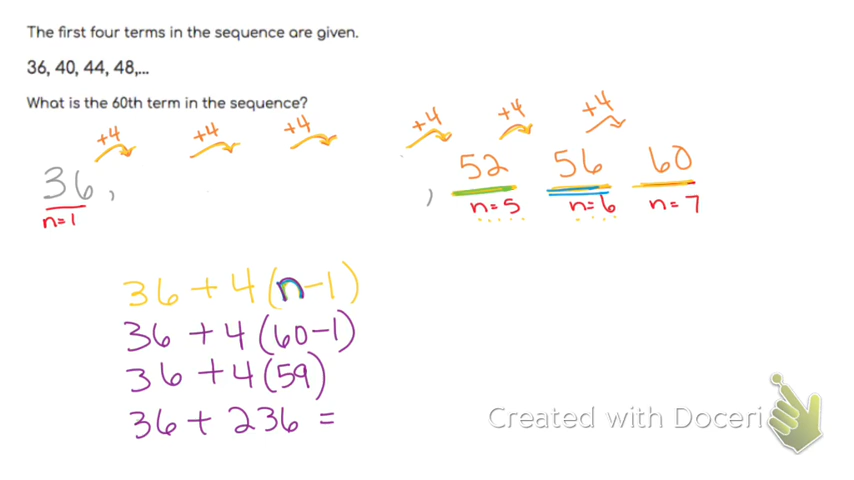 The first four terms in the sequence are given.
36, 40, 44, 48,...
What is the 60th term in the sequence?
+4 +4 +4 +4 +4 +4
36, , 52 56 60
n=1 n=5 n=6 n=7
36 + 4(n-1)
36 + 4(60-1)
36 + 4(59)
36 + 236 =
Created with Doceri